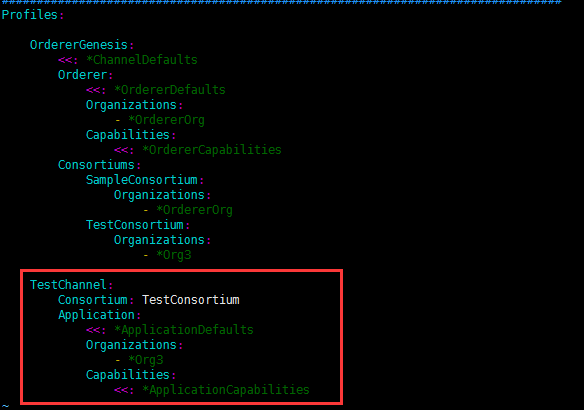 ################################################################################
Profiles:
    OrdererGenesis:
        <<: *ChannelDefaults
        Orderer:
            <<: *OrdererDefaults
            Organizations:
                - *OrdererOrg
            Capabilities:
                <<: *OrdererCapabilities
        Consortiums:
            SampleConsortium:
                Organizations:
                    - *OrdererOrg
            TestConsortium:
                Organizations:
                    - *Org3
    TestChannel:
        Consortium: TestConsortium
        Application:
            <<: *ApplicationDefaults
            Organizations:
                - *Org3
            Capabilities:
                <<: *ApplicationCapabilities
~